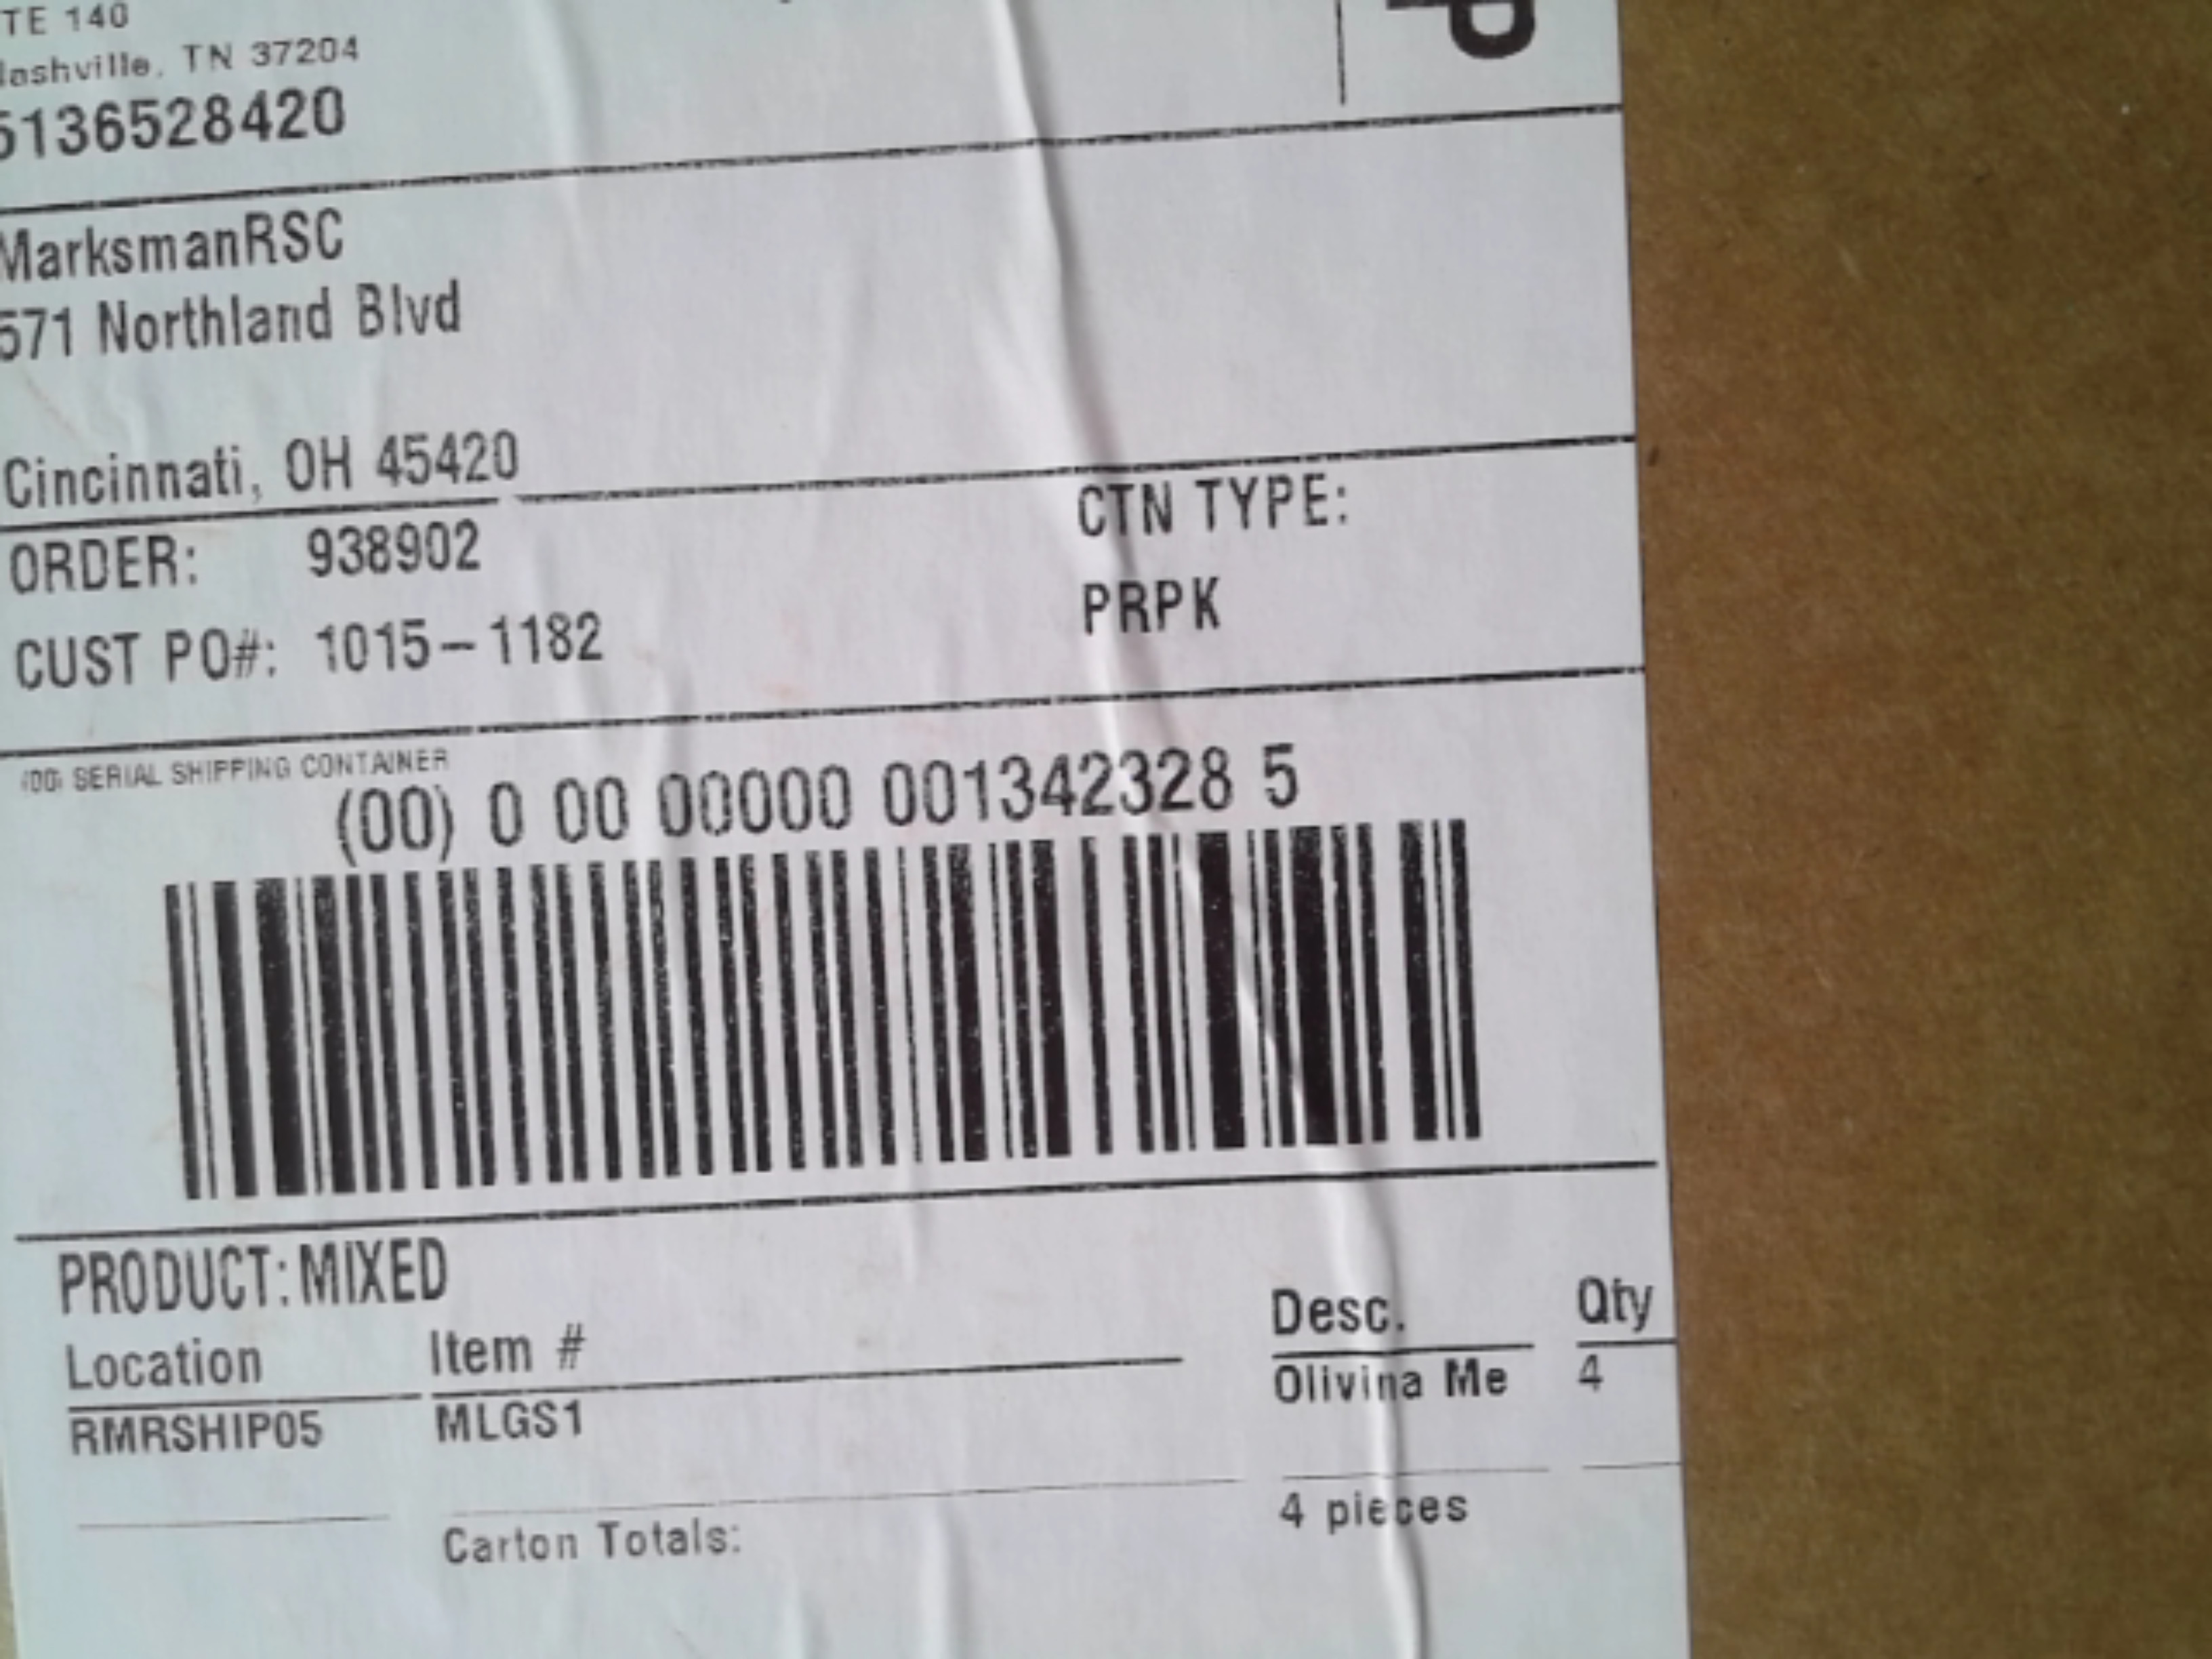 TE 140
Nashville, TN 37204
5136528420
P
MarksmanRSC
571 Northland Blvd
Cincinnati, OH 45420
ORDER: 938902
CTN TYPE:
CUST PO#: 1015-1182
PRPK
(00) SERIAL SHIPPING CONTAINER
(00) 0 00 00000 001342328 5
PRODUCT: MIXED
Location Item # Desc. Qty
RMRSHIP05 MLGS1 Olivina Me 4
Carton Totals: 4 pieces